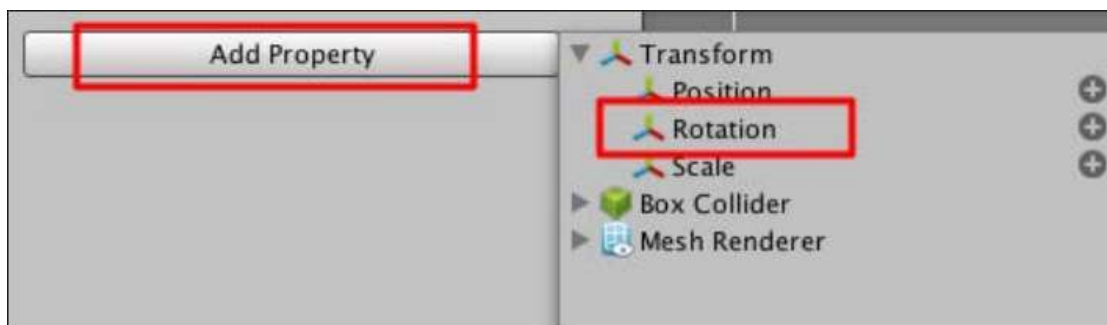 Add Property
Transform
Position
Rotation
Scale
Box Collider
Mesh Renderer